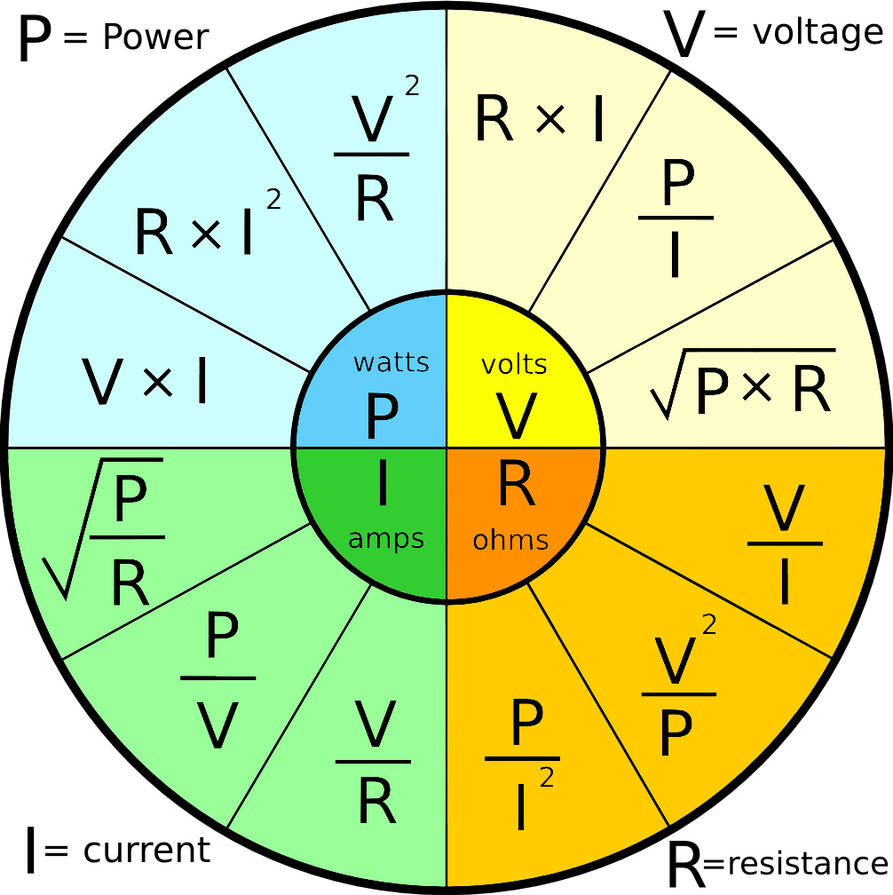 P = Power
V = voltage
V²
R
R × I
P
I
R × I²
V × I
√P × R
watts
volts
P
V
I
R
amps
ohms
√P
R
V
I
P
V
V²
P
V
R
P
I²
I = current
R =resistance